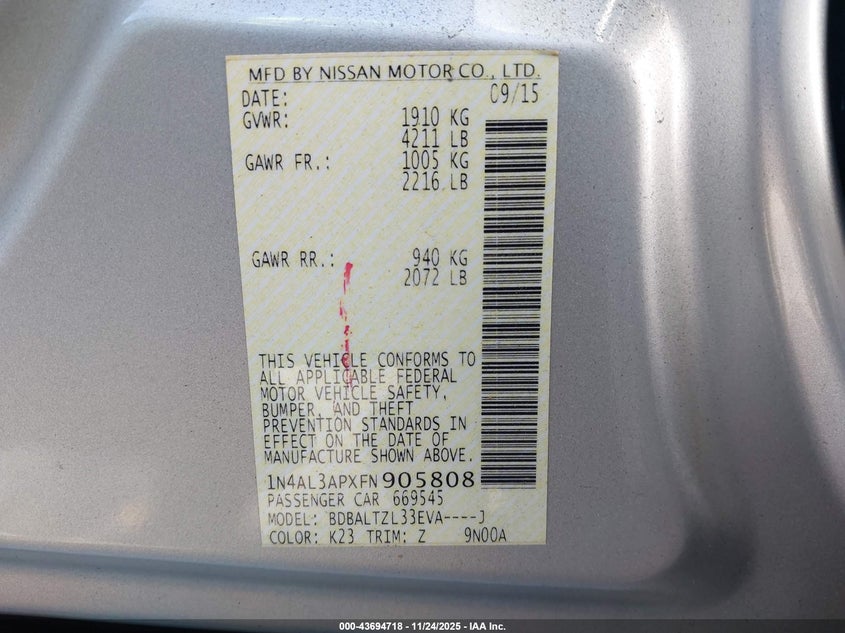 MFD BY NISSAN MOTOR CO., LTD.
DATE: 09/15
GVWR: 1910 KG
4211 LB
GAWR FR.: 1005 KG
2216 LB
GAWR RR.: 940 KG
2072 LB
THIS VEHICLE CONFORMS TO
ALL APPLICABLE FEDERAL
MOTOR VEHICLE SAFETY,
BUMPER, AND THEFT
PREVENTION STANDARDS IN
EFFECT ON THE DATE OF
MANUFACTURE SHOWN ABOVE.
1N4AL3APXFN905808
PASSENGER CAR 669545
MODEL: BDBALTZL33EVA----J
COLOR: K23 TRIM: Z 9N00A
000-43694718 - 11/24/2025 - IAA Inc.